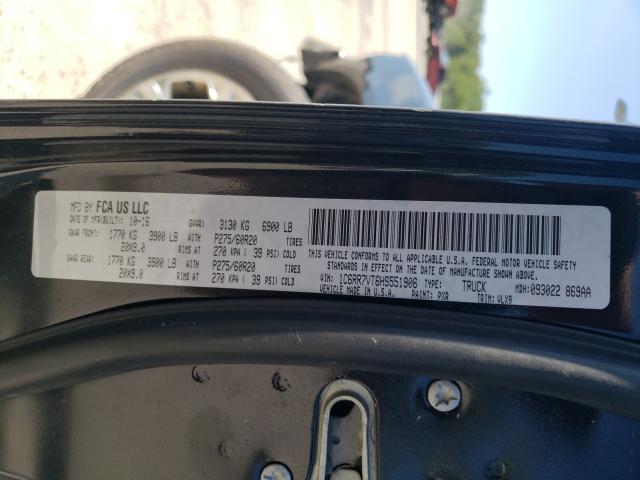 MFD BY FCA US LLC
DATE OF MFR(BUILT): 10-16 GVWR: 3130 KG 6900 LB
GAWR FRONT: 1770 KG 3900 LB WITH P275/60R20 TIRES
20X9.0 RIMS AT 270 KPA ( 39 PSI) COLD
GAWR REAR: 1770 KG 3900 LB WITH P275/60R20 TIRES
20X9.0 RIMS AT 270 KPA ( 39 PSI) COLD
THIS VEHICLE CONFORMS TO ALL APPLICABLE U.S.A. FEDERAL MOTOR VEHICLE SAFETY
STANDARDS IN EFFECT ON THE DATE OF MANUFACTURE SHOWN ABOVE.
VIN: 1C6RR7VT6HS551906 TYPE: TRUCK MDH:093022 869AA
VEHICLE MADE IN U.S.A. PAINT: PXR TRIM: VLX9